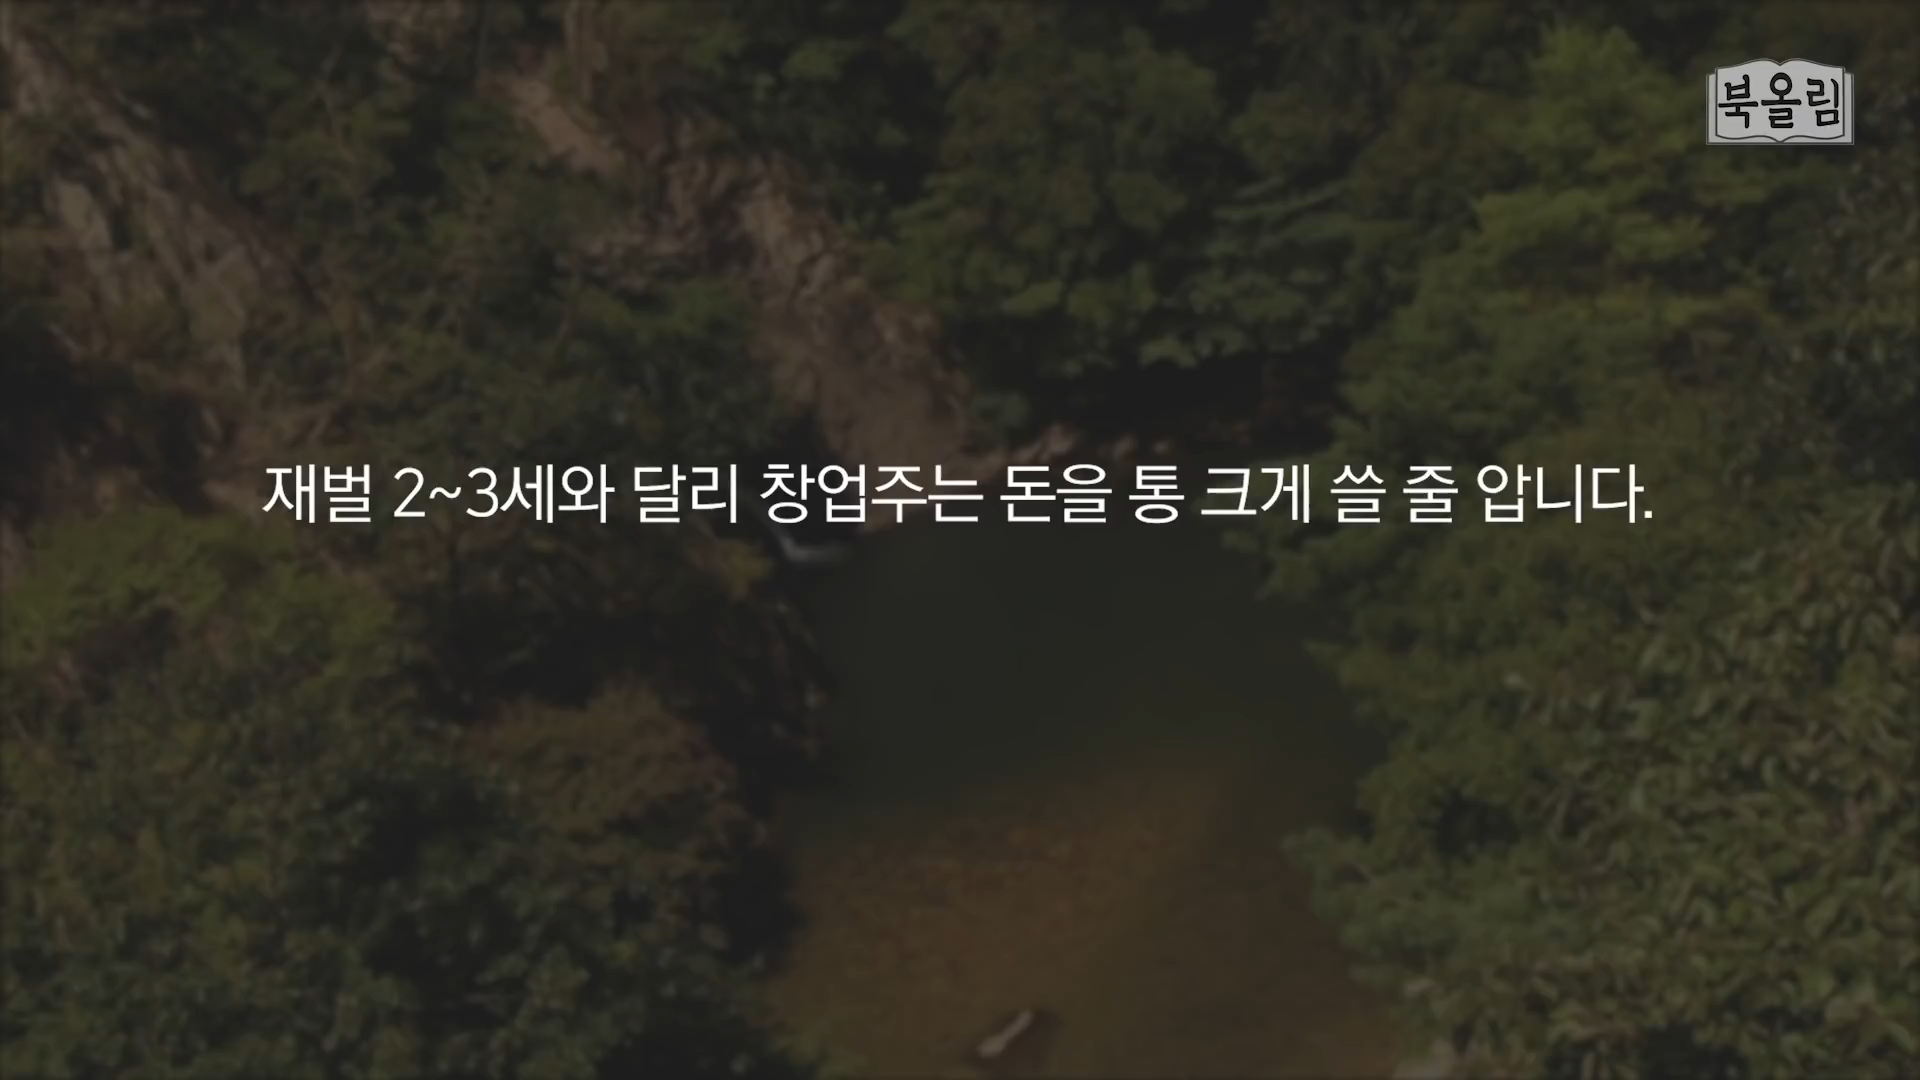 북올림
재벌 2~3세와 달리 창업주는 돈을 통 크게 쓸 줄 압니다.